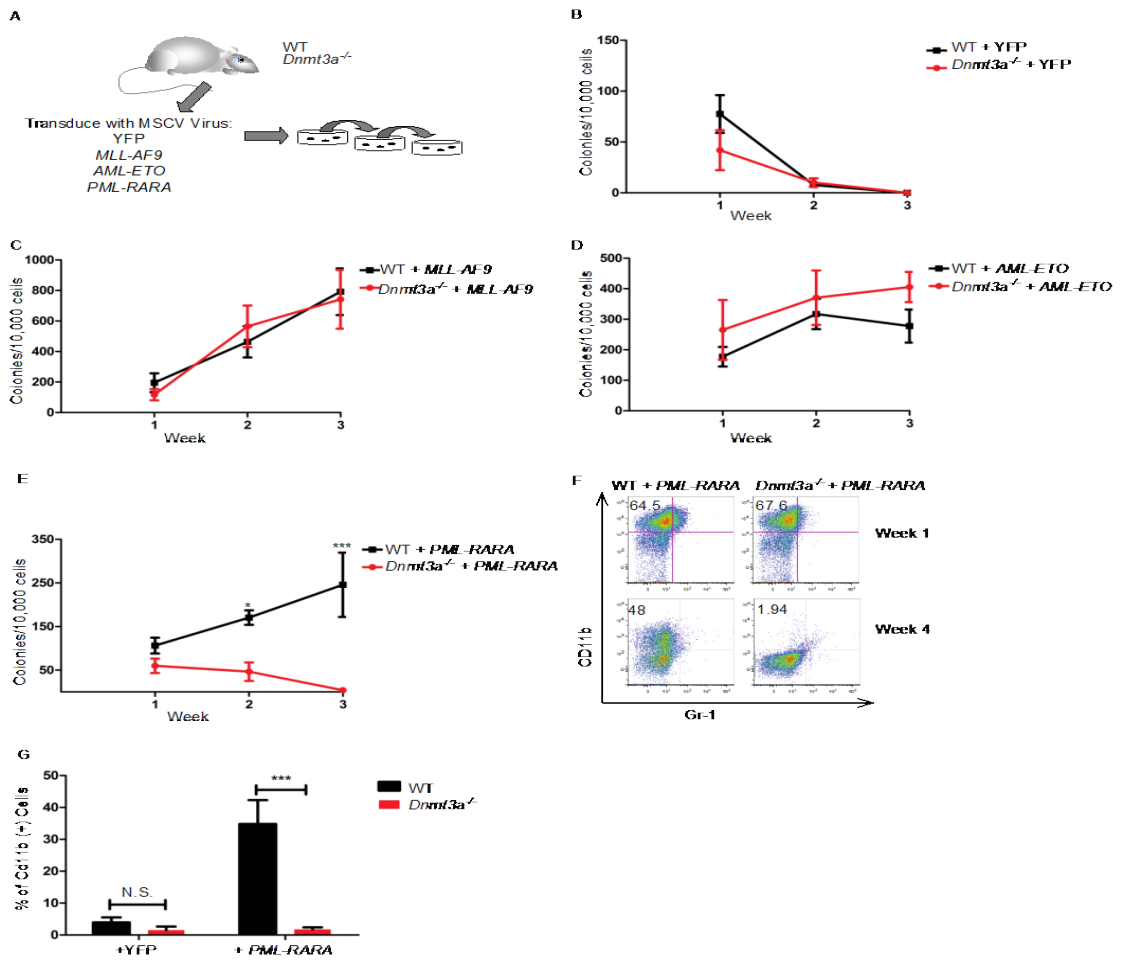 A
WT
Dnmt3a-/-
Transduce with MSCV Virus:
YFP
MLL-AF9
AML-ETO
PML-RARA
B
Colonies/10,000 cells
150
100
50
0
1
2
3
Week
WT + YFP
Dnmt3a-/- + YFP
C
Colonies/10,000 cells
1000
800
600
400
200
0
1
2
3
Week
WT + MLL-AF9
Dnmt3a-/- + MLL-AF9
D
Colonies/10,000 cells
500
400
300
200
100
0
1
2
3
Week
WT + AML-ETO
Dnmt3a-/- + AML-ETO
E
Colonies/10,000 cells
350
250
150
50
*
***
1
2
3
Week
WT + PML-RARA
Dnmt3a-/- + PML-RARA
F
WT + PML-RARA
Dnmt3a-/- + PML-RARA
64.5
67.6
Week 1
48
1.94
Week 4
CD11b
Gr-1
G
% of Cd11b (+) Cells
50
40
30
20
10
0
N.S.
***
+YFP
+ PML-RARA
WT
Dnmt3a-/-